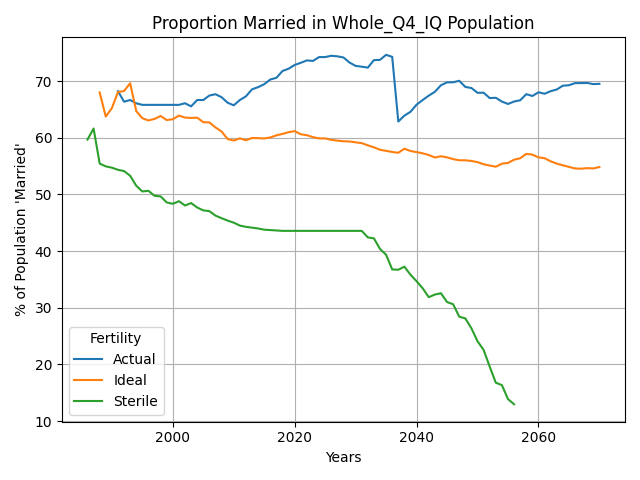 Proportion Married in Whole_Q4_IQ Population
% of Population 'Married'
70
60
50
40
30
20
10
Fertility
Actual
Ideal
Sterile
2000
2020
2040
2060
Years